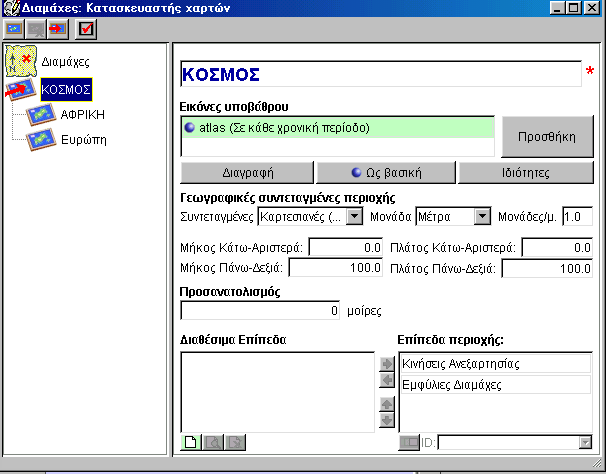 Διαμάχες: Κατασκευαστής χαρτών
Διαμάχες
ΚΟΣΜΟΣ
ΑΦΡΙΚΗ
Ευρώπη
ΚΟΣΜΟΣ *
Εικόνες υποβάθρου
atlas (Σε κάθε χρονική περίοδο)
Προσθήκη
Διαγραφή Ως βασική Ιδιότητες
Γεωγραφικές συντεταγμένες περιοχής
Συντεταγμένες Καρτεσιανές (... Μονάδα Μέτρα Μονάδες/μ. 1.0
Μήκος Κάτω-Αριστερά: 0.0 Πλάτος Κάτω-Αριστερά: 0.0
Μήκος Πάνω-Δεξιά: 100.0 Πλάτος Πάνω-Δεξιά: 100.0
Προσανατολισμός
0 μοίρες
Διαθέσιμα Επίπεδα Επίπεδα περιοχής:
Κινήσεις Ανεξαρτησίας
Εμφύλιες Διαμάχες
ID: